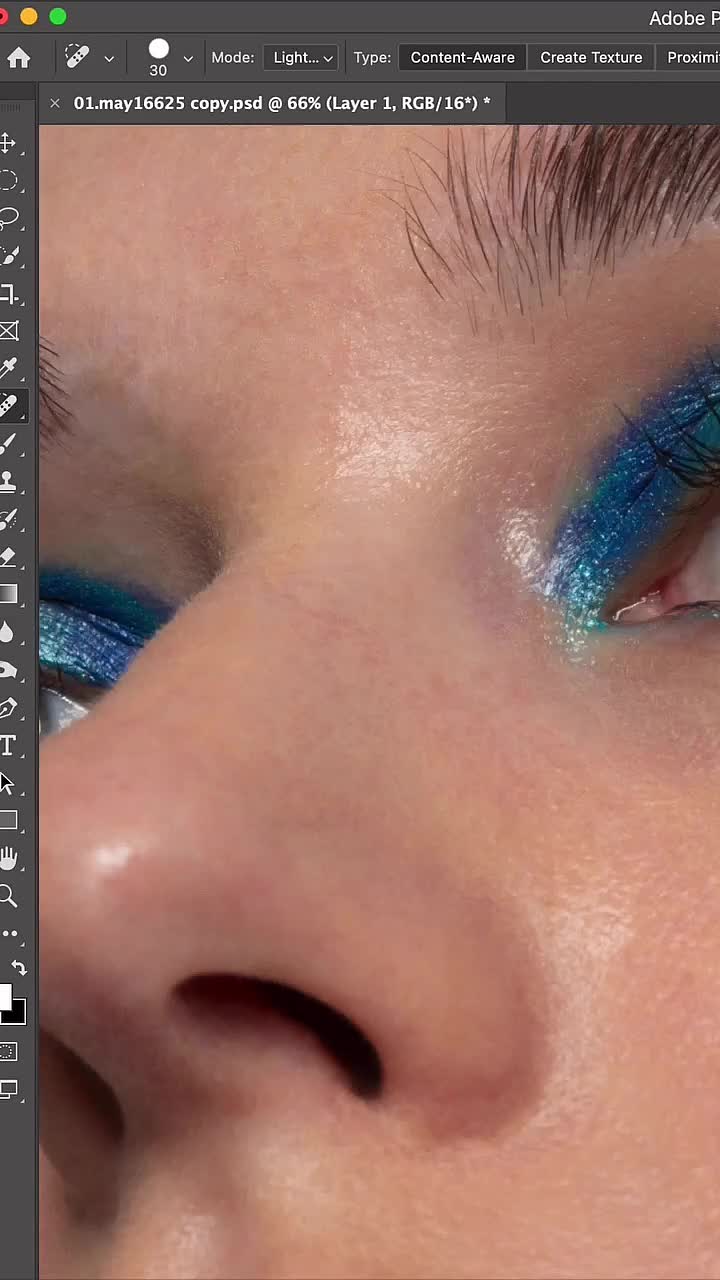 Adobe P
30
Mode: Light... Type: Content-Aware Create Texture Proximi
× 01.may16625 copy.psd @ 66% (Layer 1, RGB/16*) *
T